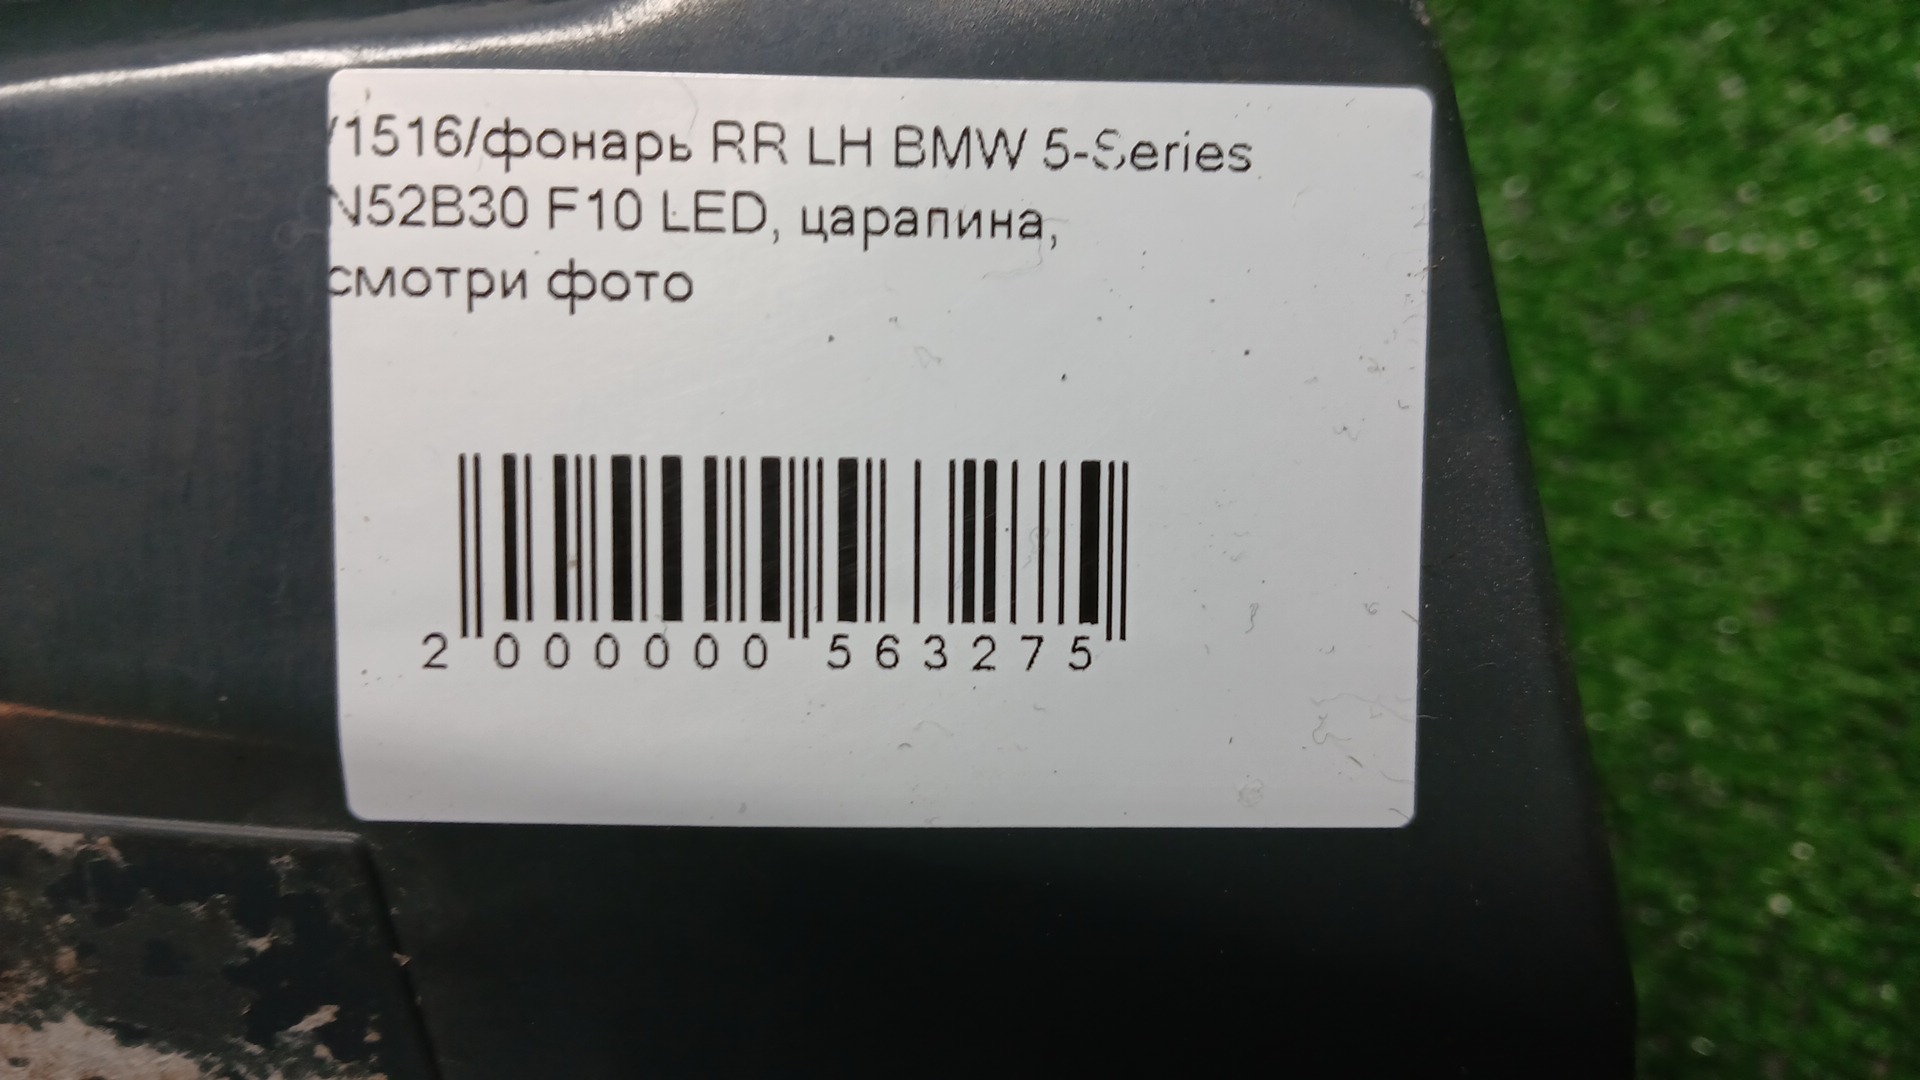 /1516/фонарь RR LH BMW 5-Series
N52B30 F10 LED, царапина,
смотри фото
2 000000 563275